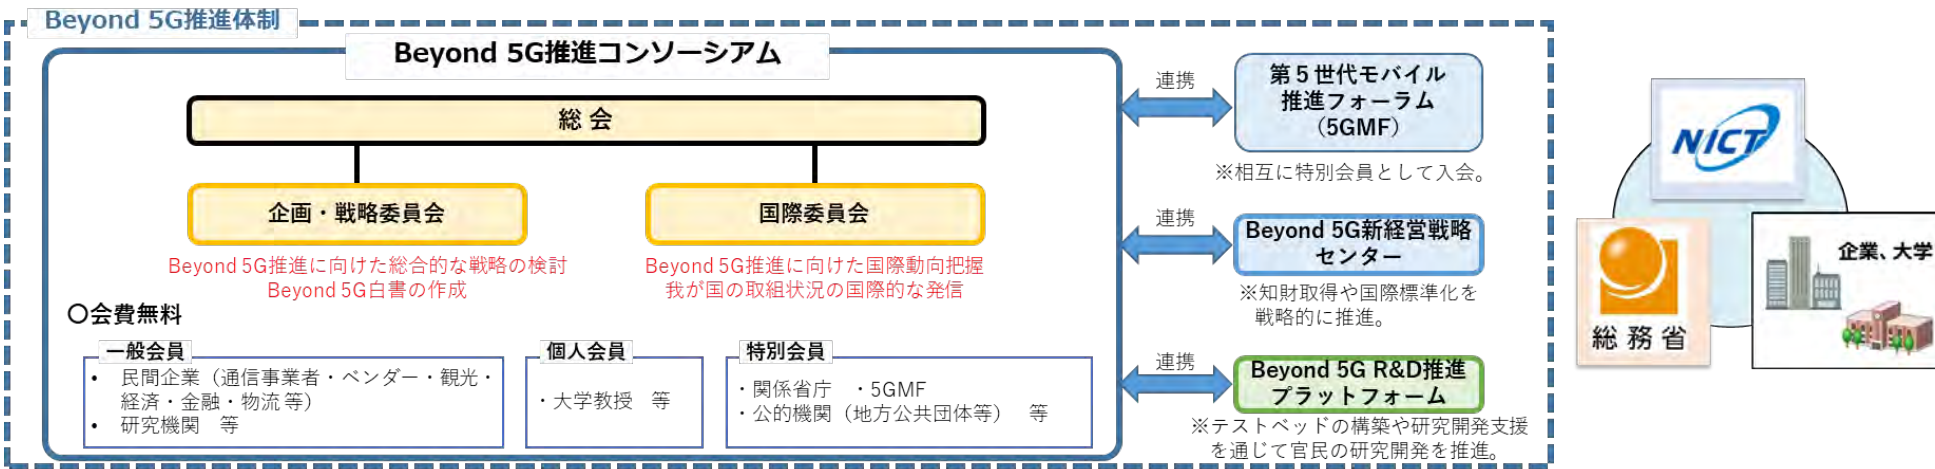 Beyond 5G推進体制
Beyond 5G推進コンソーシアム
総 会
企画・戦略委員会
Beyond 5G推進に向けた総合的な戦略の検討
Beyond 5G白書の作成
国際委員会
Beyond 5G推進に向けた国際動向把握
我が国の取組状況の国際的な発信
〇会費無料
一般会員
• 民間企業（通信事業者・ベンダー・観光・
経済・金融・物流 等）
• 研究機関 等
個人会員
・大学教授 等
特別会員
・関係省庁 ・5GMF
・公的機関（地方公共団体等） 等
連携
第５世代モバイル
推進フォーラム
（5GMF）
※相互に特別会員として入会。
連携
Beyond 5G新経営戦略
センター
※知財取得や国際標準化を
戦略的に推進。
連携
Beyond 5G R&D推進
プラットフォーム
※テストベッドの構築や研究開発支援
を通じて官民の研究開発を推進。
NICT
総務省
企業、大学